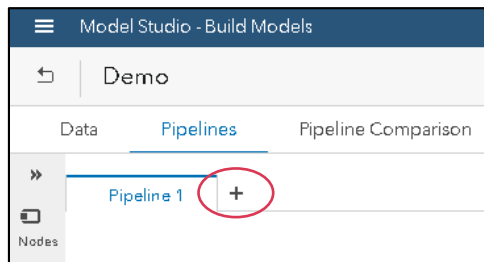 Model Studio - Build Models
Demo
Data Pipelines Pipeline Comparison
Pipeline 1 +
Nodes